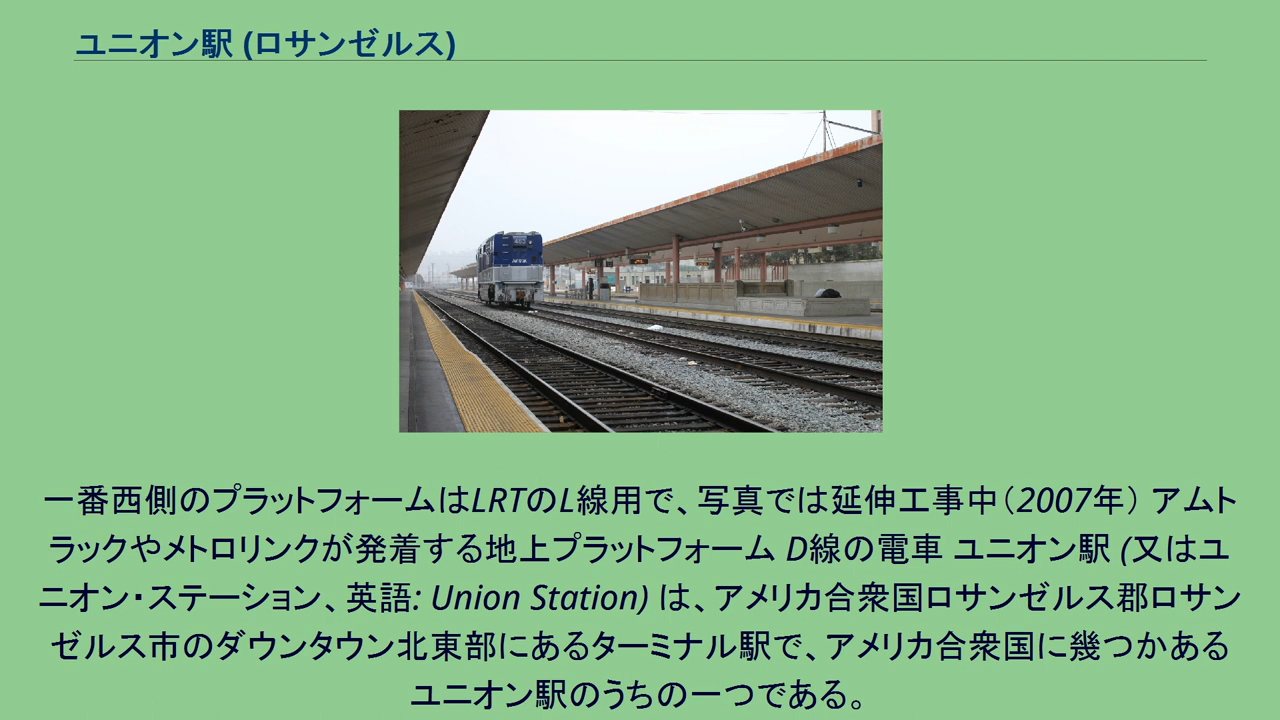 ユニオン駅 (ロサンゼルス)
一番西側のプラットフォームはLRTのL線用で、写真では延伸工事中（2007年） アムト
ラックやメトロリンクが発着する地上プラットフォーム D線の電車 ユニオン駅 (又はユ
ニオン・ステーション、英語: Union Station) は、アメリカ合衆国ロサンゼルス郡ロサン
ゼルス市のダウンタウン北東部にあるターミナル駅で、アメリカ合衆国に幾つかある
ユニオン駅のうちの一つである。